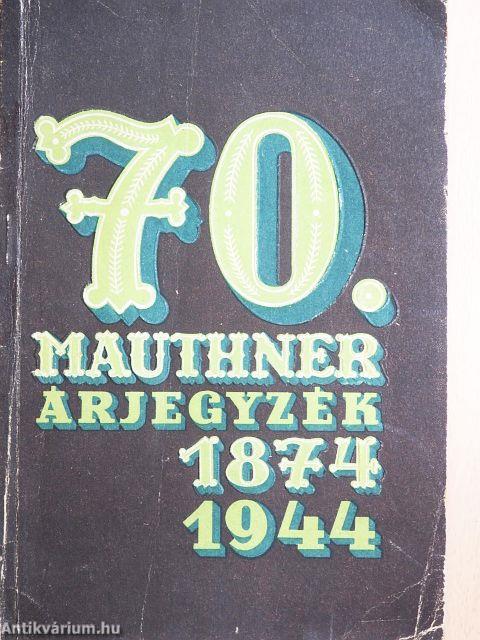 70.
MAUTHNER
ÁRJEGYZÉK
1874
1944
Antikvárium.hu